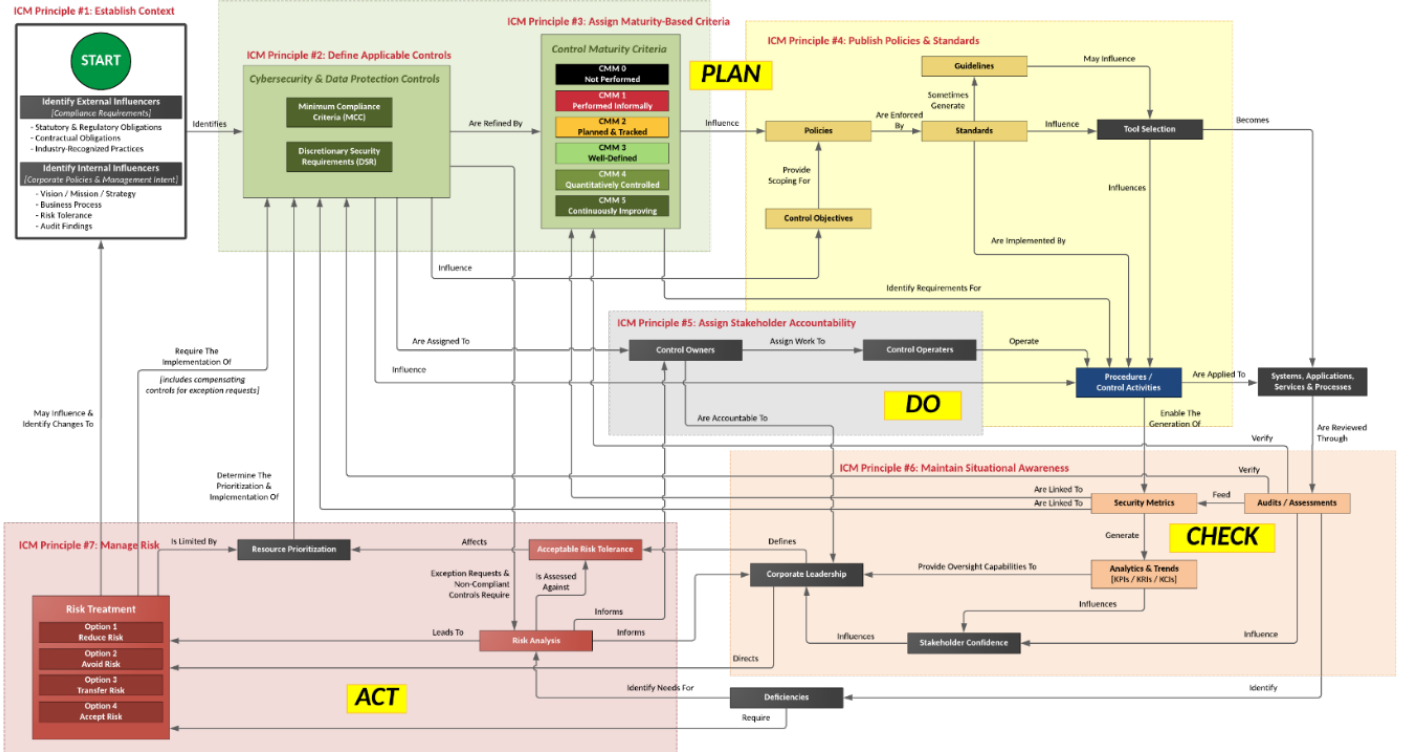 ICM Principle #1: Establish Context
START
Identify External Influencers
[Compliance Requirements]
- Statutory & Regulatory Obligations
- Contractual Obligations
- Industry-Recognized Practices
Identify Internal Influencers
[Corporate Policies & Management Intent]
- Vision / Mission / Strategy
- Business Process
- Risk Tolerance
- Audit Findings
Identifies
ICM Principle #2: Define Applicable Controls
Cybersecurity & Data Protection Controls
Minimum Compliance
Criteria (MCC)
Discretionary Security
Requirements (DSR)
Are Refined By
ICM Principle #3: Assign Maturity-Based Criteria
Control Maturity Criteria
CMM 0
Not Performed
CMM 1
Performed Informally
CMM 2
Planned & Tracked
CMM 3
Well-Defined
CMM 4
Quantitatively Controlled
CMM 5
Continuously Improving
PLAN
Influence
ICM Principle #4: Publish Policies & Standards
Guidelines
May Influence
Sometimes
Generate
Policies
Are Enforced
By
Standards
Influence
Tool Selection
Becomes
Provide
Scoping For
Control Objectives
Influences
Are Implemented By
Influence
Identify Requirements For
ICM Principle #5: Assign Stakeholder Accountability
Are Assigned To
Control Owners
Assign Work To
Control Operaters
Operate
Influence
Procedures /
Control Activities
Are Applied To
Systems, Applications,
Services & Processes
DO
Are Accountable To
Enable The
Generation Of
Are Reviewed
Through
Require The
Implementation Of
[includes compensating
controls for exception requests]
May Influence &
Identify Changes To
Determine The
Prioritization &
Implementation Of
Verify
Verify
ICM Principle #6: Maintain Situational Awareness
Are Linked To
Are Linked To
Security Metrics
Feed
Audits / Assessments
Generate
CHECK
Analytics & Trends
[KPIs / KRIs / KCIs]
Provide Oversight Capabilities To
Corporate Leadership
Defines
Influences
Stakeholder Confidence
Influences
Influence
ICM Principle #7: Manage Risk
Is Limited By
Resource Prioritization
Affects
Acceptable Risk Tolerance
Exception Requests &
Non-Compliant
Controls Require
Is Assessed
Against
Informs
Informs
Risk Analysis
Leads To
Risk Treatment
Option 1
Reduce Risk
Option 2
Avoid Risk
Option 3
Transfer Risk
Option 4
Accept Risk
Directs
ACT
Identify Needs For
Deficiencies
Identify
Require